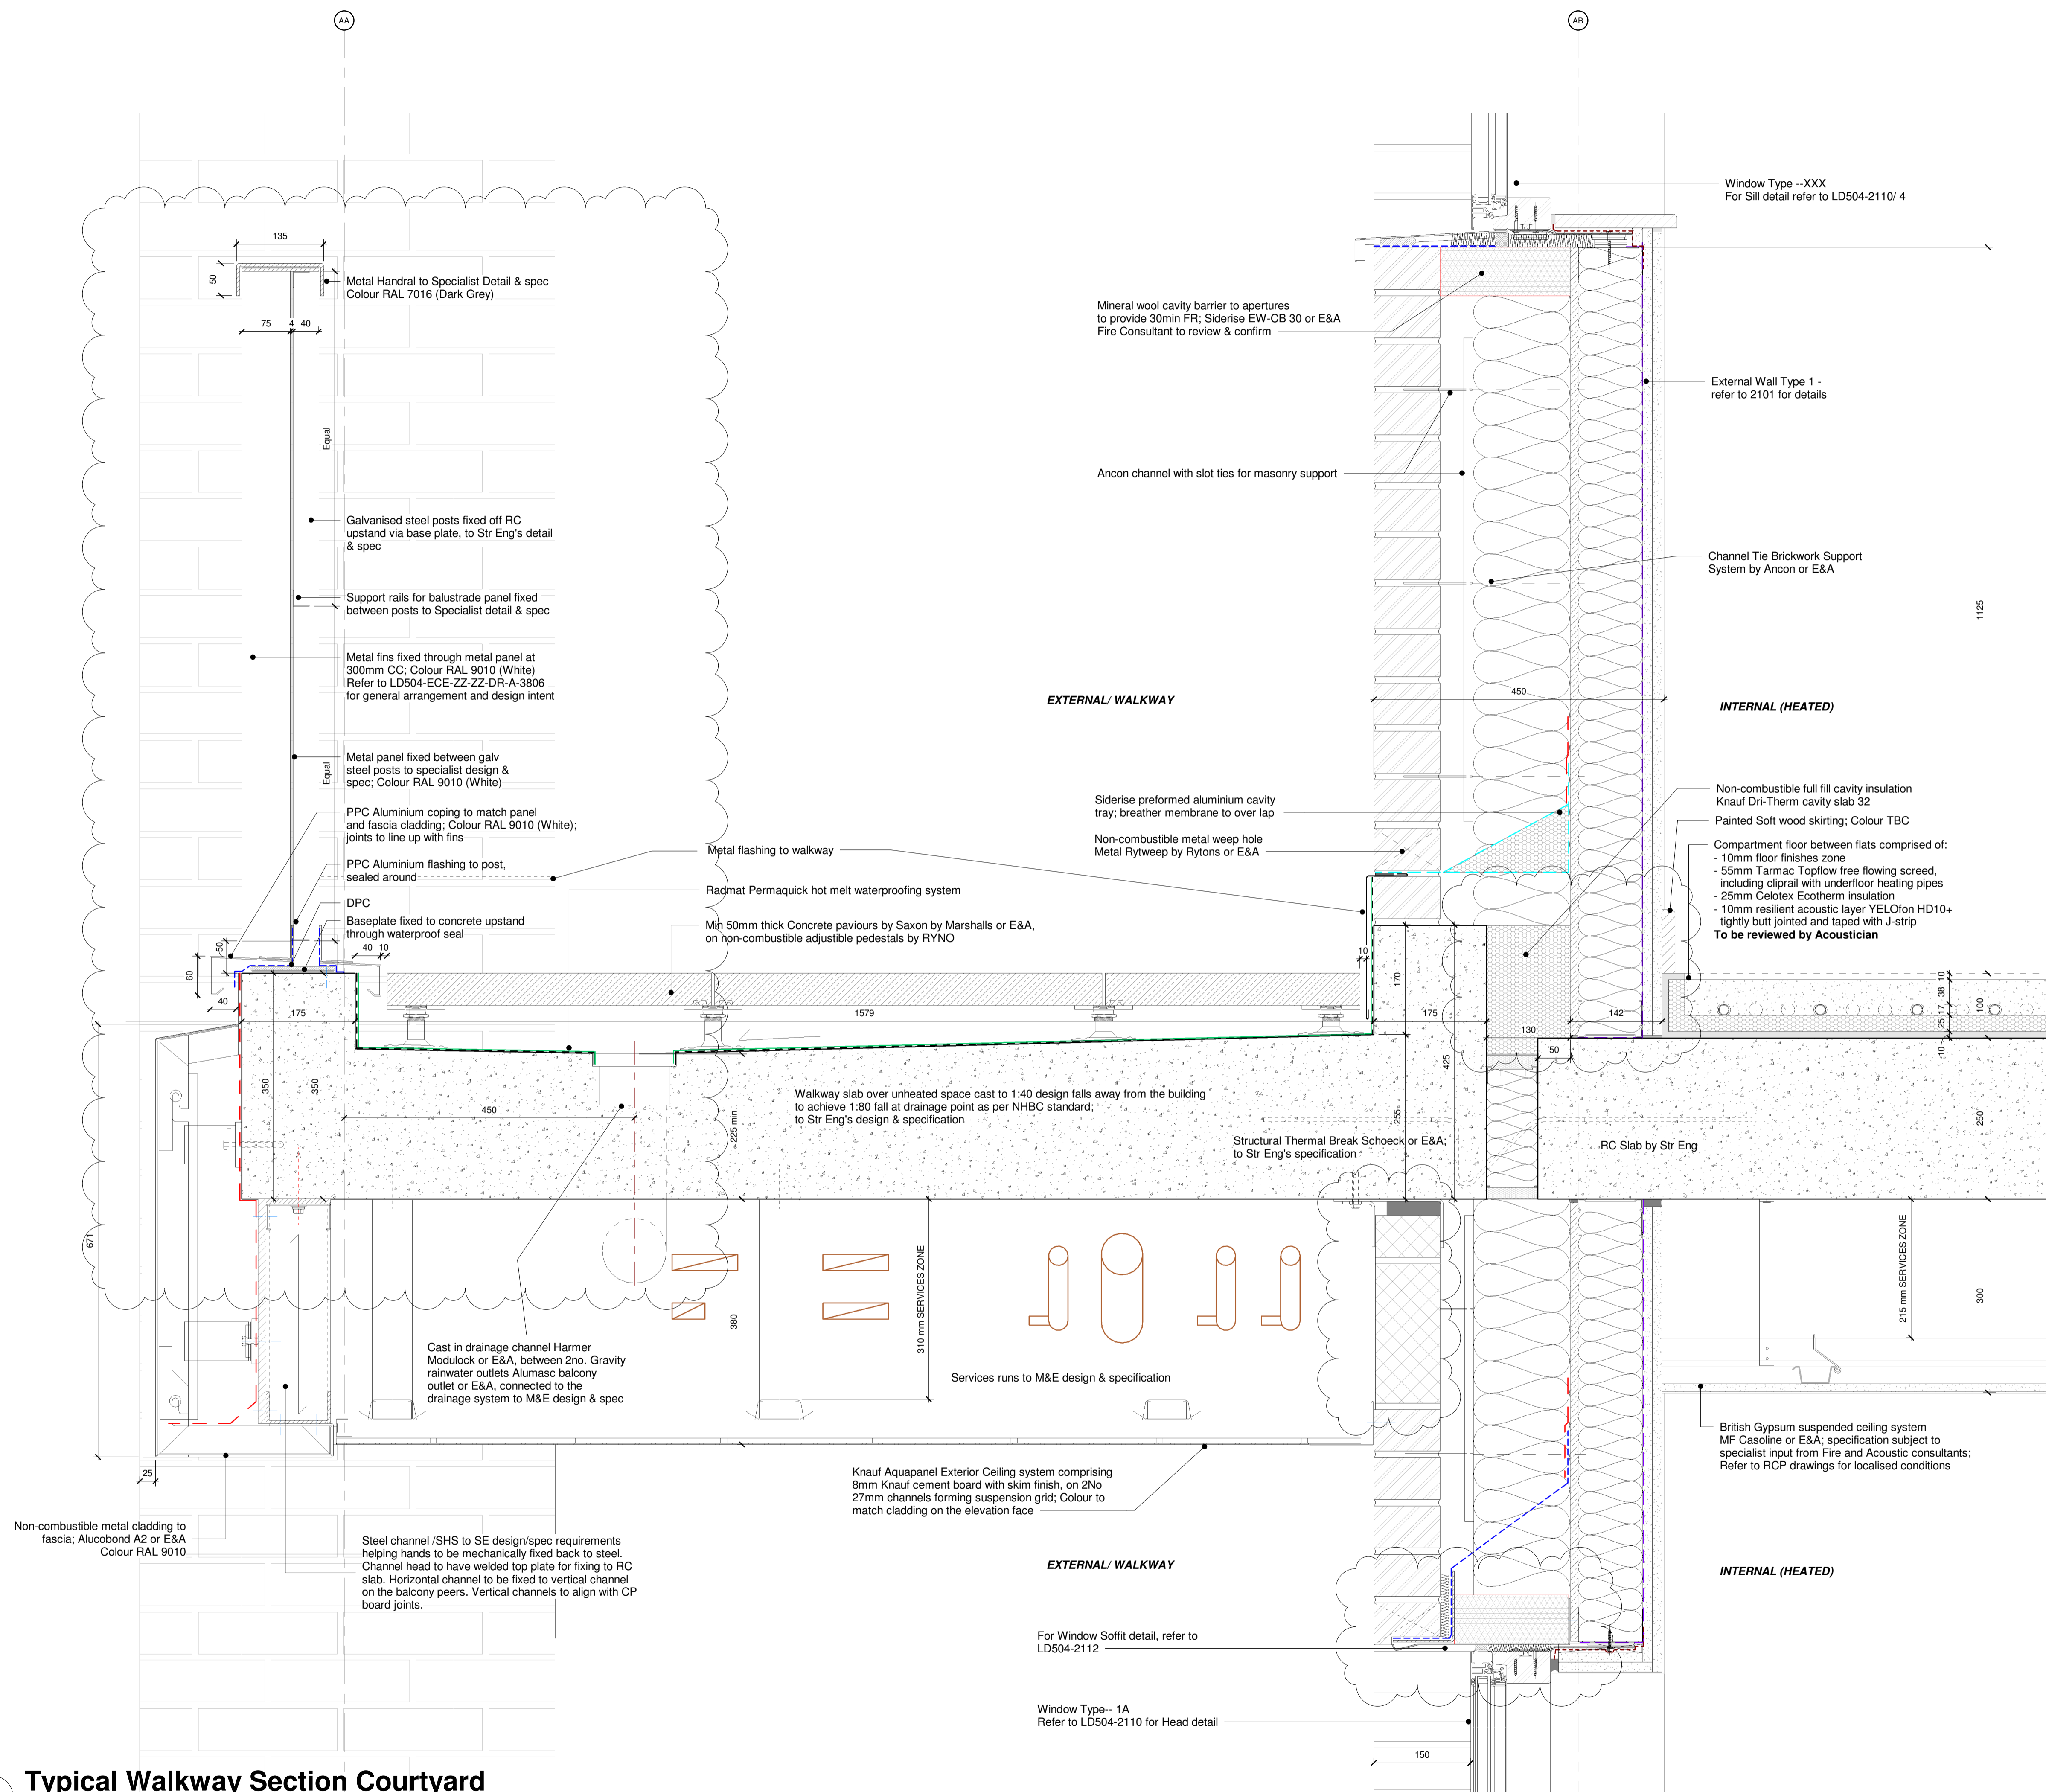 AA
AB
Window Type --XXX
For Sill detail refer to LD504-2110/ 4
135
50
Metal Handral to Specialist Detail & spec
Colour RAL 7016 (Dark Grey)
75
4
40
Mineral wool cavity barrier to apertures
to provide 30min FR; Siderise EW-CB 30 or E&A
Fire Consultant to review & confirm
External Wall Type 1 -
refer to 2101 for details
Equal
Ancon channel with slot ties for masonry support
Galvanised steel posts fixed off RC
upstand via base plate, to Str Eng's detail
& spec
Channel Tie Brickwork Support
System by Ancon or E&A
1125
Support rails for balustrade panel fixed
between posts to Specialist detail & spec
Metal fins fixed through metal panel at
300mm CC; Colour RAL 9010 (White)
Refer to LD504-ECE-ZZ-ZZ-DR-A-3806
for general arrangement and design intent
EXTERNAL/ WALKWAY
450
INTERNAL (HEATED)
Metal panel fixed between galv
steel posts to specialist design &
spec; Colour RAL 9010 (White)
Equal
PPC Aluminium coping to match panel
and fascia cladding; Colour RAL 9010 (White);
joints to line up with fins
Siderise preformed aluminium cavity
tray; breather membrane to over lap
Non-combustible full fill cavity insulation
Knauf Dri-Therm cavity slab 32
Painted Soft wood skirting; Colour TBC
Non-combustible metal weep hole
Metal Rytweep by Rytons or E&A
Metal flashing to walkway
Compartment floor between flats comprised of:
- 10mm floor finishes zone
- 55mm Tarmac Topflow free flowing screed,
including cliprail with underfloor heating pipes
- 25mm Celotex Ecotherm insulation
- 10mm resilient acoustic layer YELOfon HD10+
tightly butt jointed and taped with J-strip
To be reviewed by Acoustician
PPC Aluminium flashing to post,
sealed around
Radmat Permaquick hot melt waterproofing system
DPC
Baseplate fixed to concrete upstand
through waterproof seal
Min 50mm thick Concrete paviours by Saxon by Marshalls or E&A,
on non-combustible adjustable pedestals by RYNO
50
60
40
40
10
10
170
10
38
17
25
10
100
175
1579
175
142
130
50
425
350
350
450
225 min
255
250
Walkway slab over unheated space cast to 1:40 design falls away from the building
to achieve 1:80 fall at drainage point as per NHBC standard;
to Str Eng's design & specification
Structural Thermal Break Schoeck or E&A;
to Str Eng's specification
RC Slab by Str Eng
671
380
310 mm SERVICES ZONE
215 mm SERVICES ZONE
300
Cast in drainage channel Harmer
Modulock or E&A, between 2no. Gravity
rainwater outlets Alumasc balcony
outlet or E&A, connected to the
drainage system to M&E design & spec
Services runs to M&E design & specification
British Gypsum suspended ceiling system
MF Casoline or E&A; specification subject to
specialist input from Fire and Acoustic consultants;
Refer to RCP drawings for localised conditions
25
Knauf Aquapanel Exterior Ceiling system comprising
8mm Knauf cement board with skim finish, on 2No
27mm channels forming suspension grid; Colour to
match cladding on the elevation face
Non-combustible metal cladding to
fascia; Alucobond A2 or E&A
Colour RAL 9010
Steel channel /SHS to SE design/spec requirements
helping hands to be mechanically fixed back to steel.
Channel head to have welded top plate for fixing to RC
slab. Horizontal channel to be fixed to vertical channel
on the balcony peers. Vertical channels to align with CP
board joints.
EXTERNAL/ WALKWAY
INTERNAL (HEATED)
For Window Soffit detail, refer to
LD504-2112
Window Type-- 1A
Refer to LD504-2110 for Head detail
150
Typical Walkway Section Courtyard